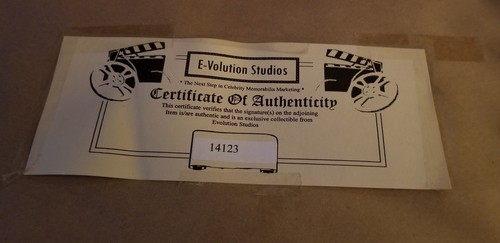 E-Volution Studios
* The Next Step in Celebrity Memorabilia Marketing *
Certificate Of Authenticity
This certificate verifies that the signature(s) on the adjoining
Item is/are authentic and is an exclusive collectible from
Evolution Studios
14123